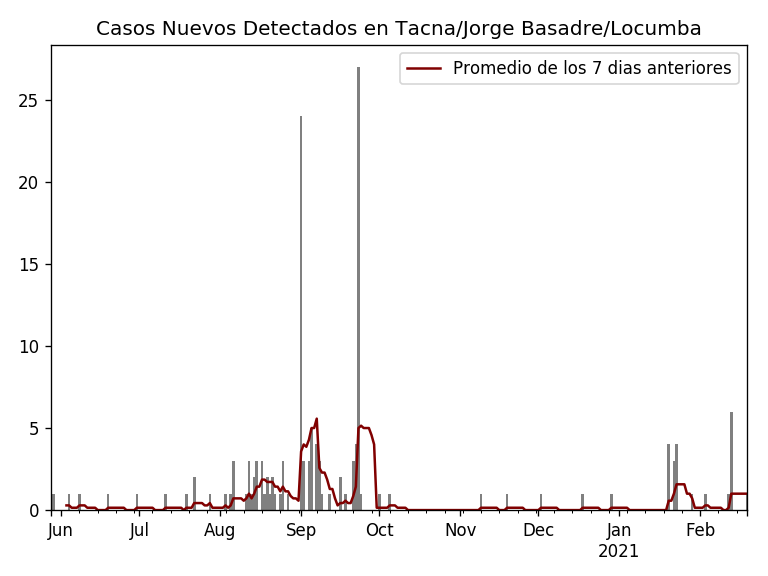 Casos Nuevos Detectados en Tacna/Jorge Basadre/Locumba
Promedio de los 7 dias anteriores
25
20
15
10
5
0
Jun Jul Aug Sep Oct Nov Dec Jan Feb
2021